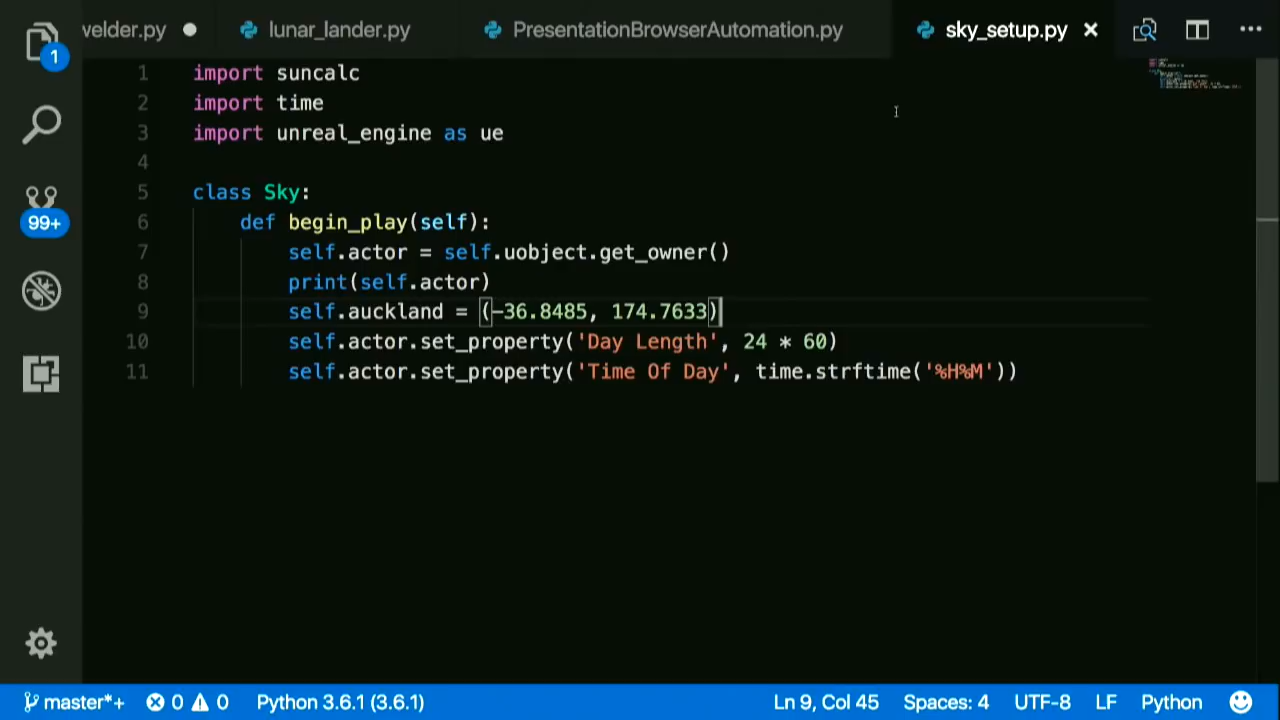 welder.py
lunar_lander.py
PresentationBrowserAutomation.py
sky_setup.py
1
99+
1 import suncalc
2 import time
3 import unreal_engine as ue
4
5 class Sky:
6 def begin_play(self):
7 self.actor = self.uobject.get_owner()
8 print(self.actor)
9 self.auckland = (-36.8485, 174.7633)
10 self.actor.set_property('Day Length', 24 * 60)
11 self.actor.set_property('Time Of Day', time.strftime('%H%M'))
master*+ 0 0 Python 3.6.1 (3.6.1) Ln 9, Col 45 Spaces: 4 UTF-8 LF Python